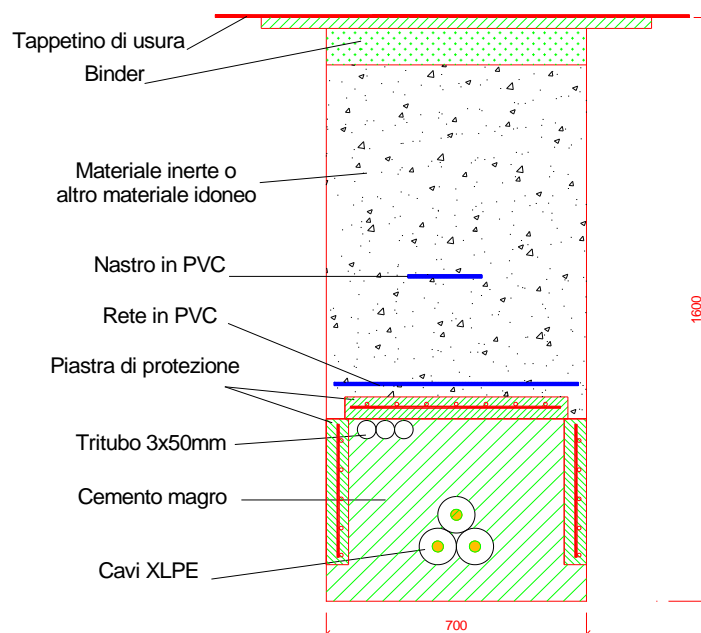 Tappetino di usura
Binder
Materiale inerte o
altro materiale idoneo
Nastro in PVC
Rete in PVC
Piastra di protezione
Tritubo 3x50mm
Cemento magro
Cavi XLPE
1600
700